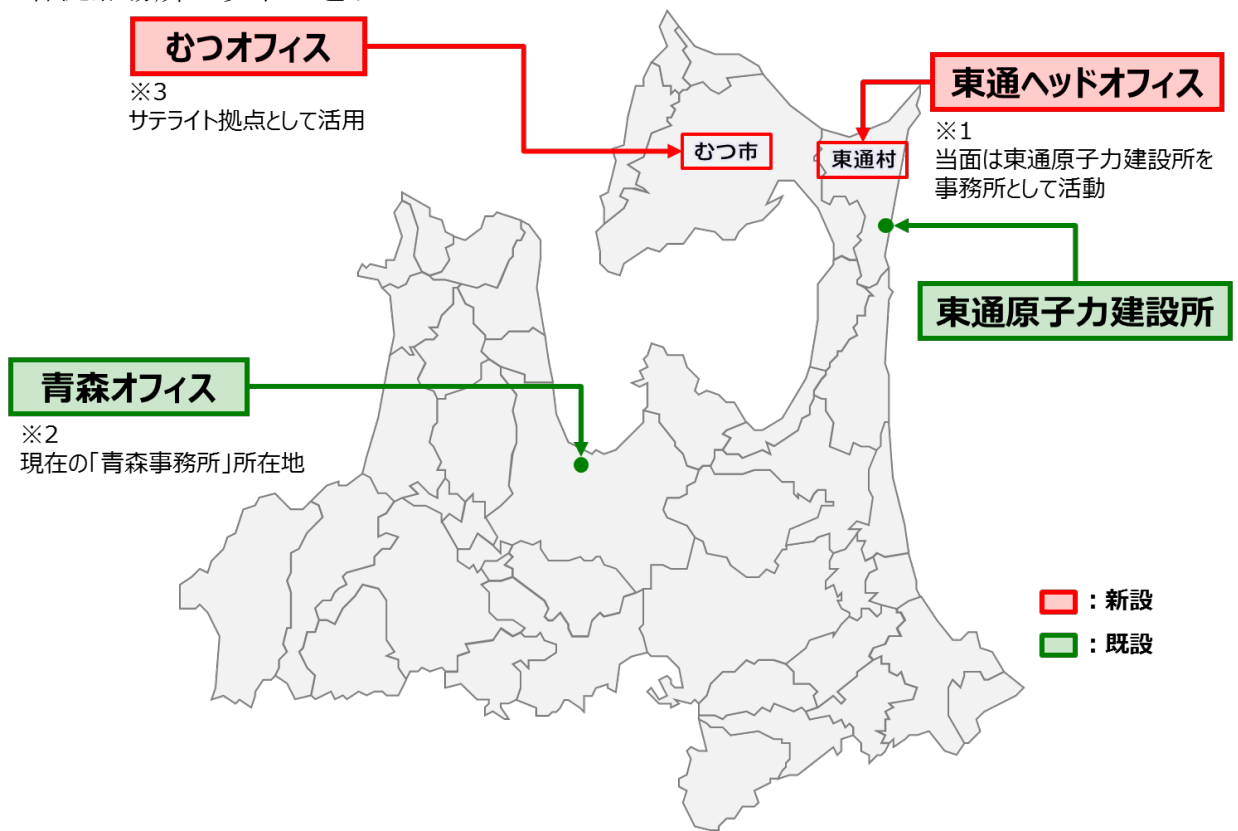 むつオフィス
※3
サテライト拠点として活用
東通ヘッドオフィス
※1
当面は東通原子力建設所を
事務所として活動
むつ市
東通村
東通原子力建設所
青森オフィス
※2
現在の「青森事務所」所在地
：新設
：既設